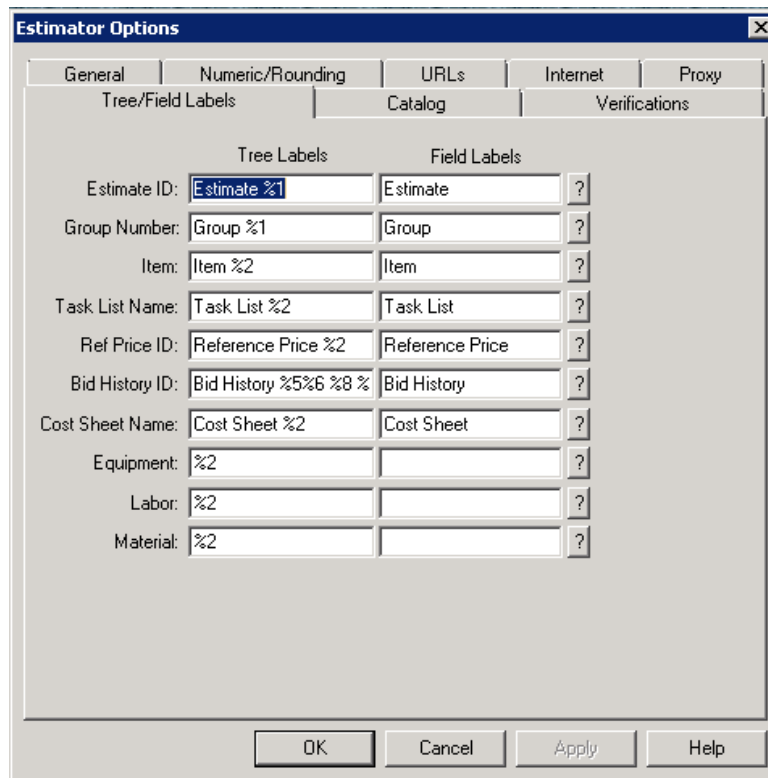 Estimator Options
General Numeric/Rounding URLs Internet Proxy
Tree/Field Labels Catalog Verifications
Tree Labels Field Labels
Estimate ID: Estimate %1 Estimate ?
Group Number: Group %1 Group ?
Item: Item %2 Item ?
Task List Name: Task List %2 Task List ?
Ref Price ID: Reference Price %2 Reference Price ?
Bid History ID: Bid History %5%6 %8 % Bid History ?
Cost Sheet Name: Cost Sheet %2 Cost Sheet ?
Equipment: %2 ?
Labor: %2 ?
Material: %2 ?
OK Cancel Apply Help